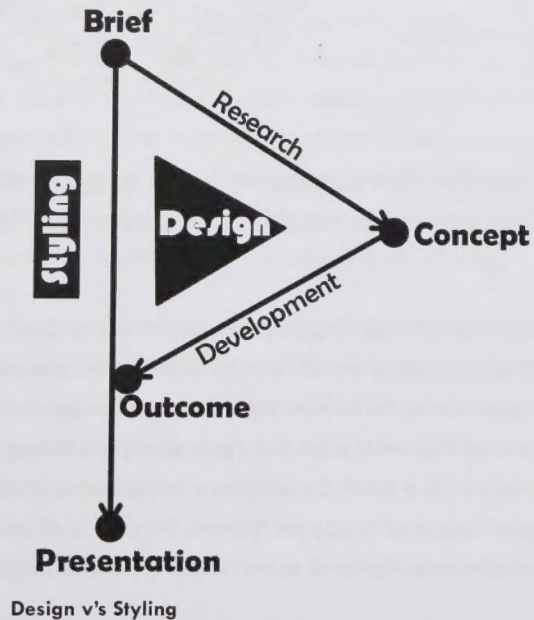 Brief
Research
Styling
Design
Concept
Development
Outcome
Presentation
Design v's Styling